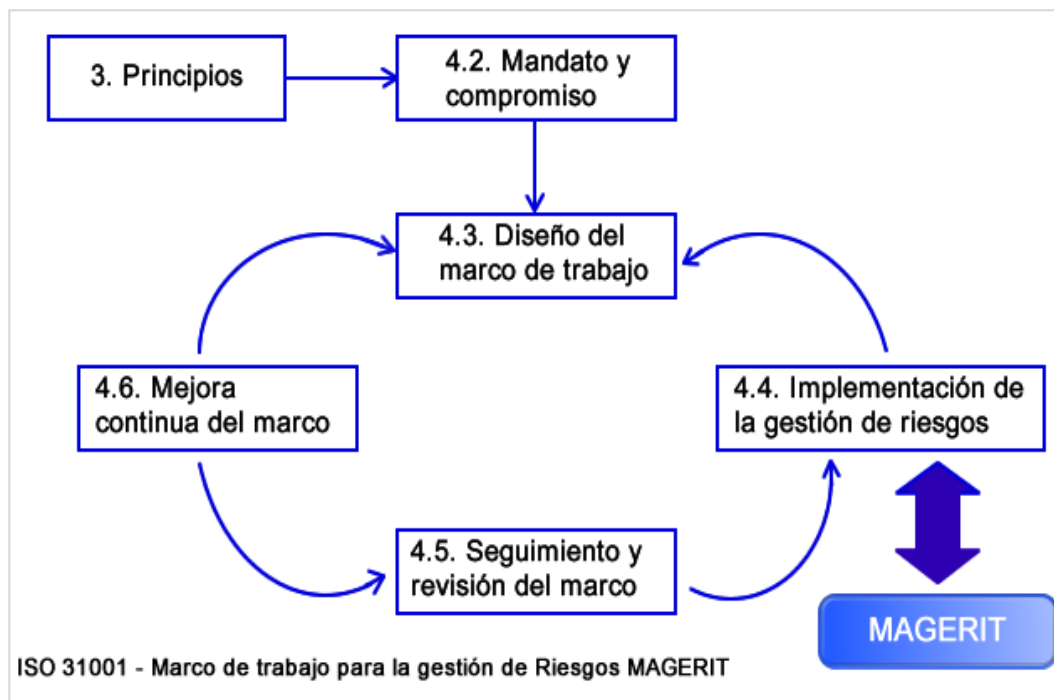 3. Principios
4.2. Mandato y
compromiso
4.3. Diseño del
marco de trabajo
4.6. Mejora
continua del marco
4.4. Implementación de
la gestión de riesgos
4.5. Seguimiento y
revisión del marco
MAGERIT
ISO 31001 - Marco de trabajo para la gestión de Riesgos MAGERIT